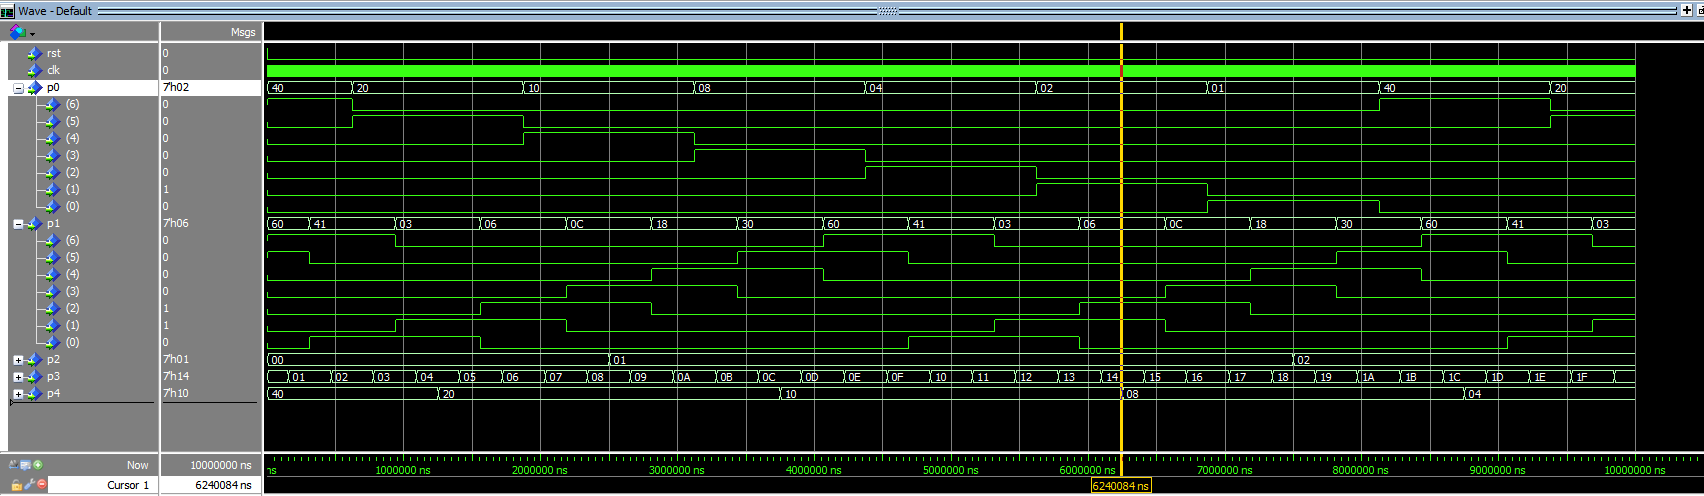 Wave - Default
Msgs
rst 0
clk 0
p0 7'h02 40 20 10 08 04 02 01 40 20
(6) 0
(5) 0
(4) 0
(3) 0
(2) 0
(1) 1
(0) 0
p1 7'h06 60 41 03 06 0C 18 30 60 41 03 06 0C 18 30 60 41 03
(6) 0
(5) 0
(4) 0
(3) 0
(2) 1
(1) 1
(0) 0
p2 7'h01 00 01 02
p3 7'h14 01 02 03 04 05 06 07 08 09 0A 0B 0C 0D 0E 0F 10 11 12 13 14 15 16 17 18 19 1A 1B 1C 1D 1E 1F
p4 7'h10 40 20 10 08 04
Now 10000000 ns ns 1000000 ns 2000000 ns 3000000 ns 4000000 ns 5000000 ns 6000000 ns 7000000 ns 8000000 ns 9000000 ns 10000000 ns
Cursor 1 6240084 ns 6240084 ns